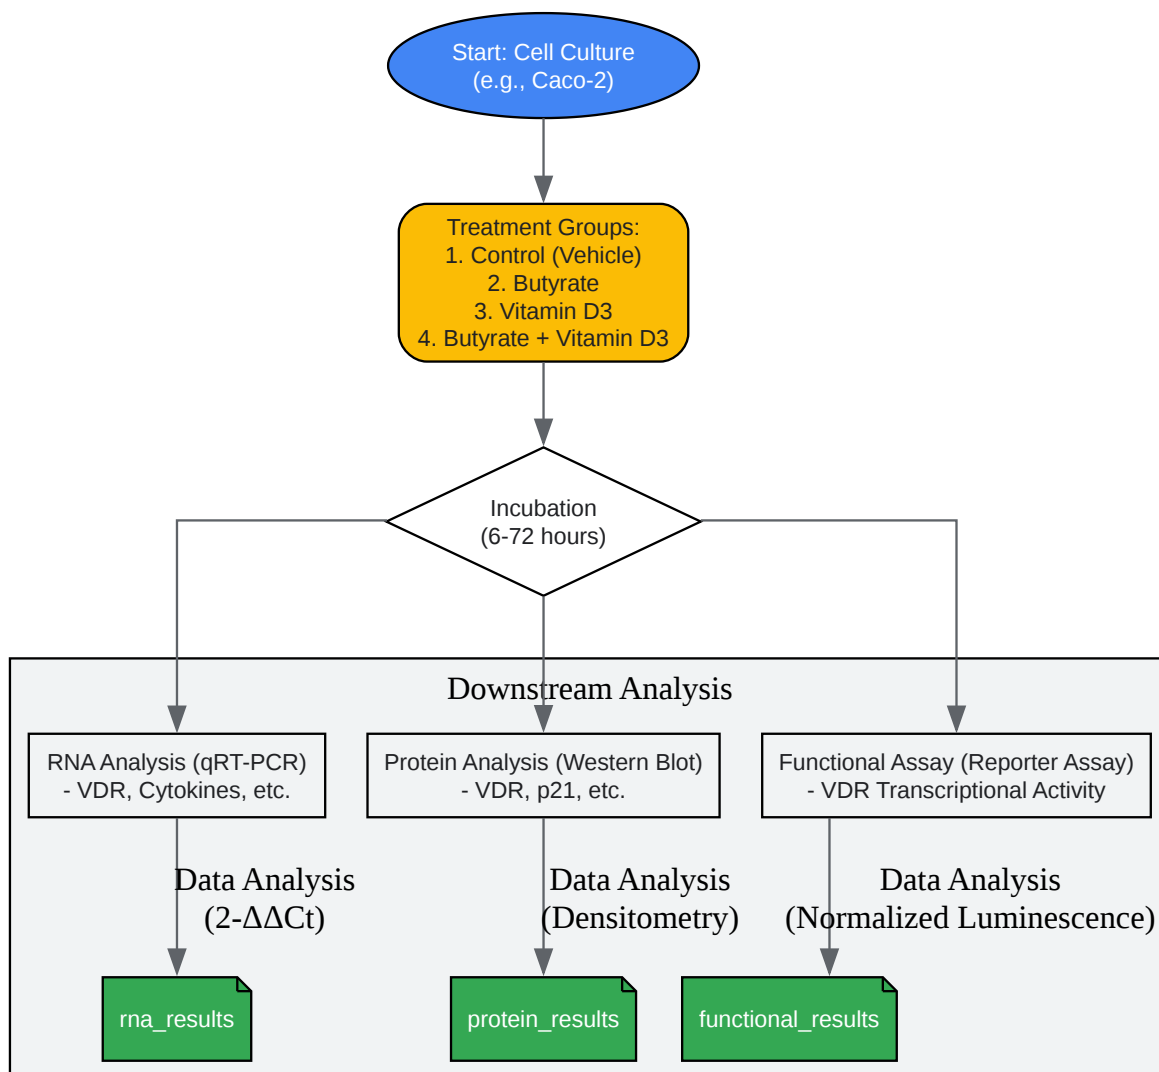 Start: Cell Culture
(e.g., Caco-2)
Treatment Groups:
1. Control (Vehicle)
2. Butyrate
3. Vitamin D3
4. Butyrate + Vitamin D3
Incubation
(6-72 hours)
Downstream Analysis
RNA Analysis (qRT-PCR)
- VDR, Cytokines, etc.
Protein Analysis (Western Blot)
- VDR, p21, etc.
Functional Assay (Reporter Assay)
- VDR Transcriptional Activity
Data Analysis
(2-ΔΔCt)
Data Analysis
(Densitometry)
Data Analysis
(Normalized Luminescence)
rna_results
protein_results
functional_results